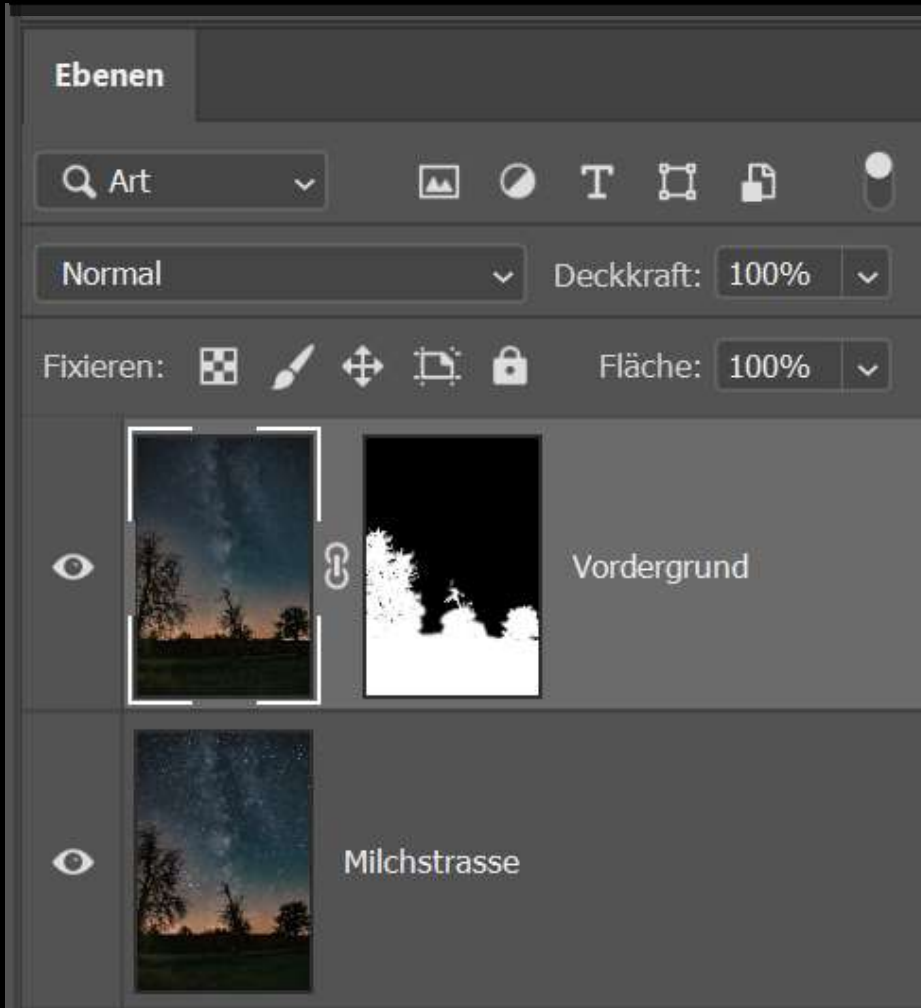 Ebenen
Art
Normal Deckkraft: 100%
Fixieren: Fläche: 100%
Vordergrund
Milchstrasse